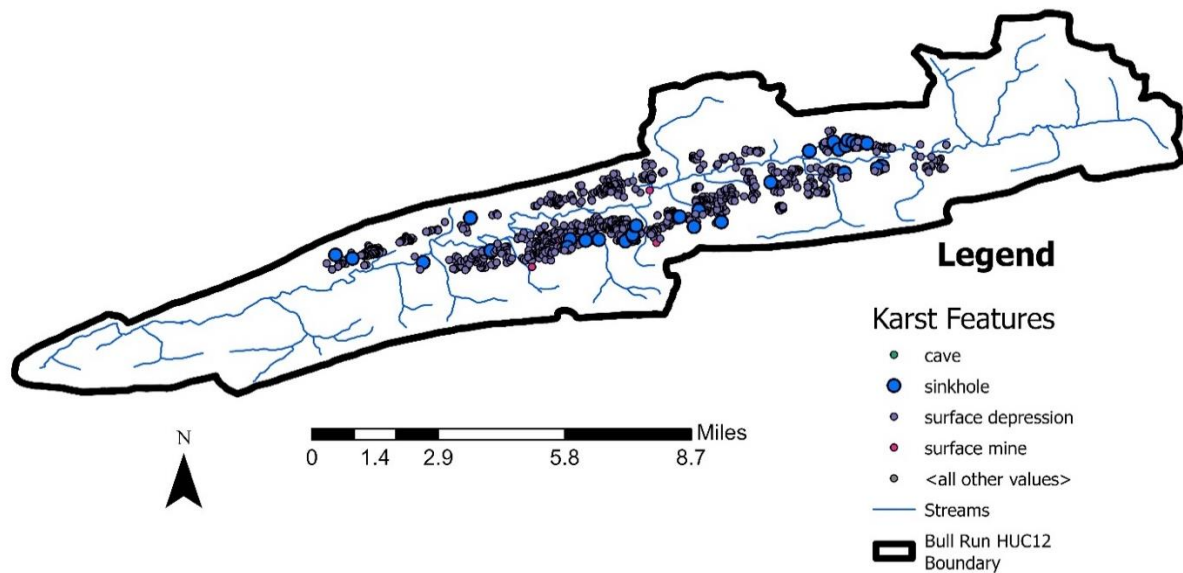 Legend
Karst Features
cave
sinkhole
surface depression
surface mine
<all other values>
Streams
Bull Run HUC12
Boundary
N
Miles
0 1.4 2.9 5.8 8.7